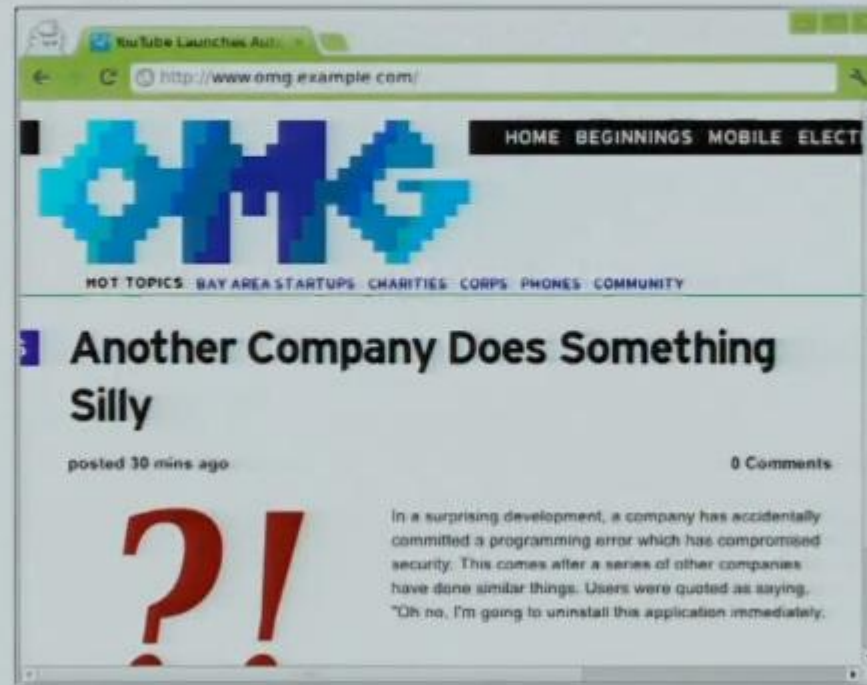 YouTube Launches Auto
http://www.omg.example.com/
HOME BEGINNINGS MOBILE ELECT
OMG
HOT TOPICS BAY AREA STARTUPS CHARITIES CORPS PHONES COMMUNITY
S
Another Company Does Something
Silly
posted 30 mins ago
0 Comments
?!
In a surprising development, a company has accidentally
committed a programming error which has compromised
security. This comes after a series of other companies
have done similar things. Users were quoted as saying,
"Oh no, I'm going to uninstall this application immediately.